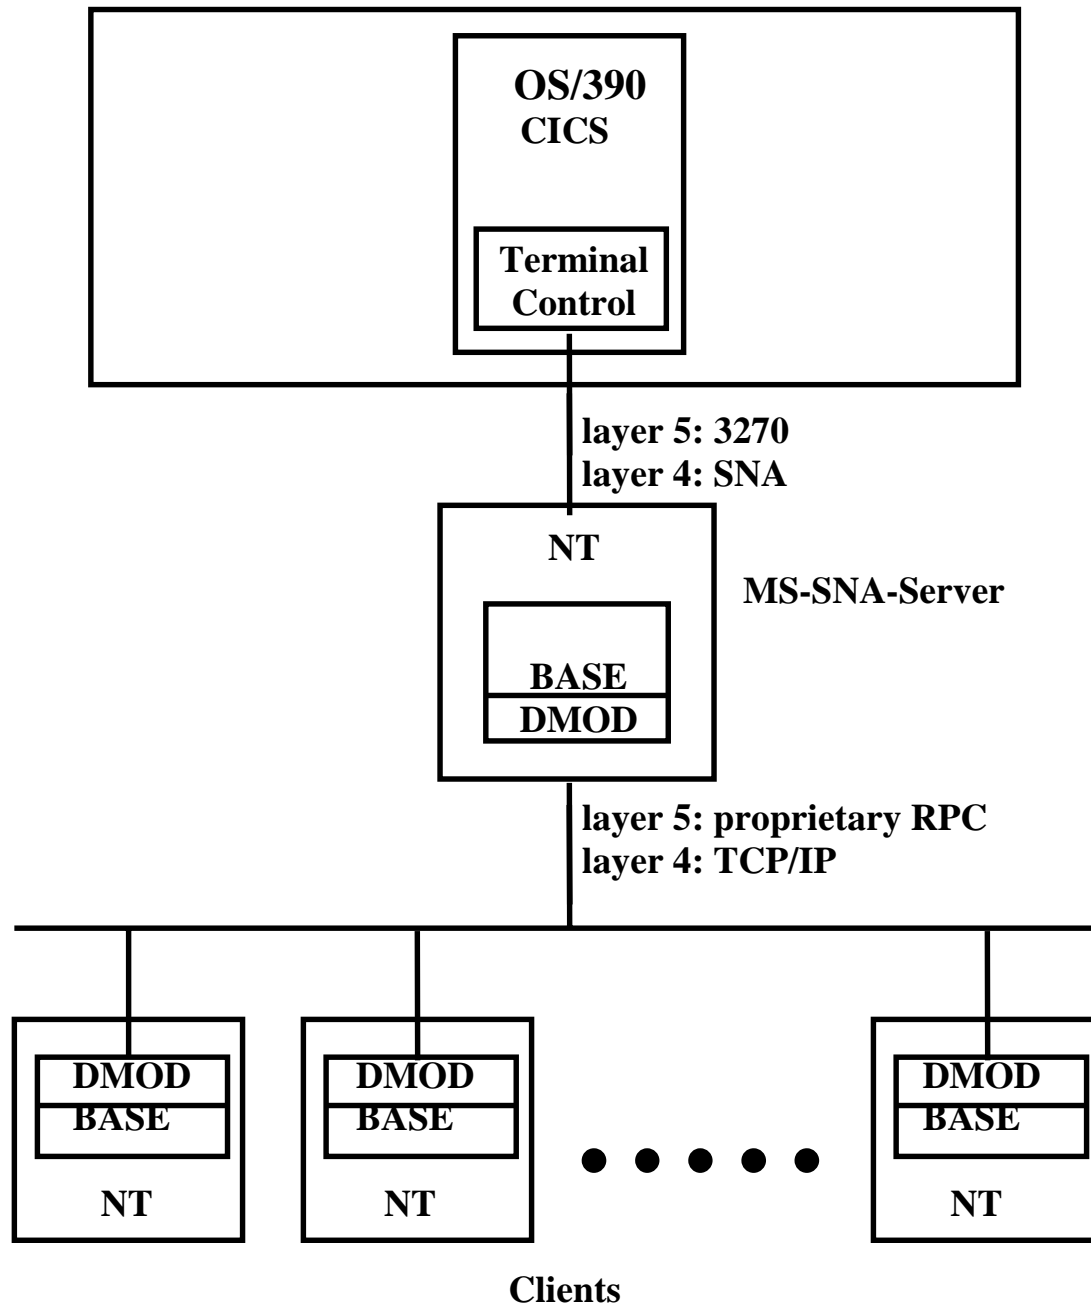 OS/390
CICS
Terminal
Control
layer 5: 3270
layer 4: SNA
NT
MS-SNA-Server
BASE
DMOD
layer 5: proprietary RPC
layer 4: TCP/IP
DMOD
BASE
NT
DMOD
BASE
NT
DMOD
BASE
NT
Clients